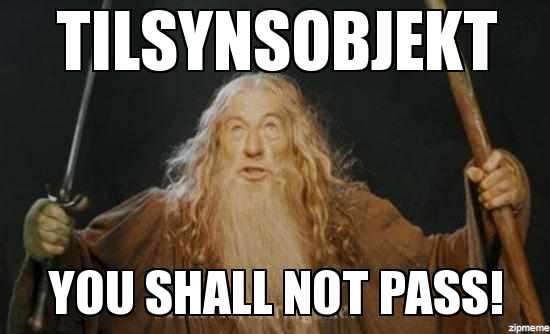 TILSYNSOBJEKT
YOU SHALL NOT PASS!
zipmeme